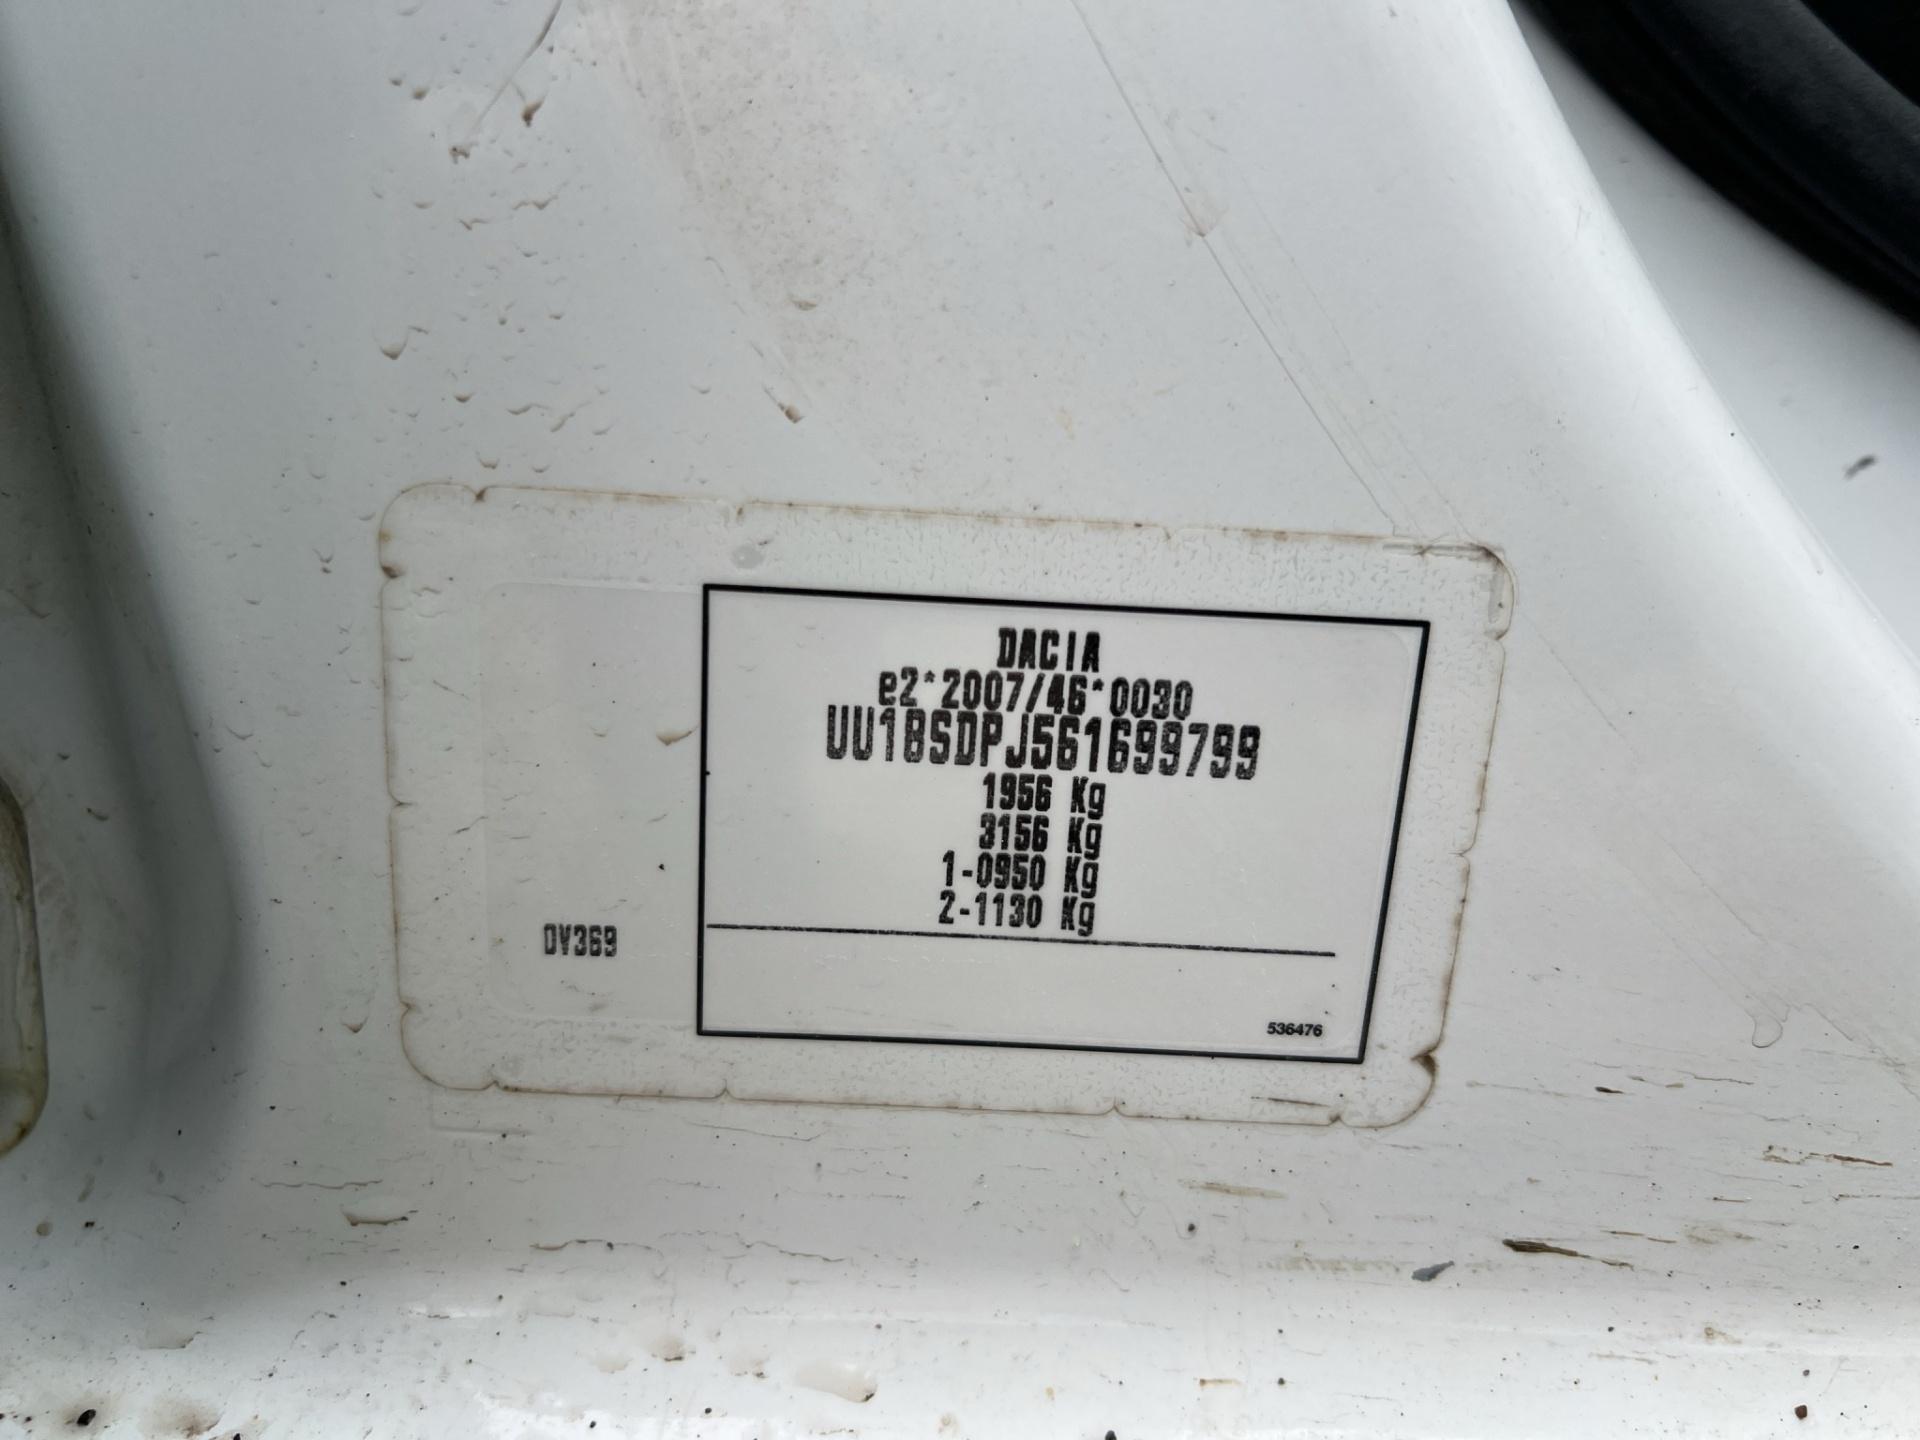 DACIA
e2*2007/46*0030
UU18SDPJ561699799
1956 Kg
3156 Kg
1-0950 Kg
2-1130 Kg
DV369
536476